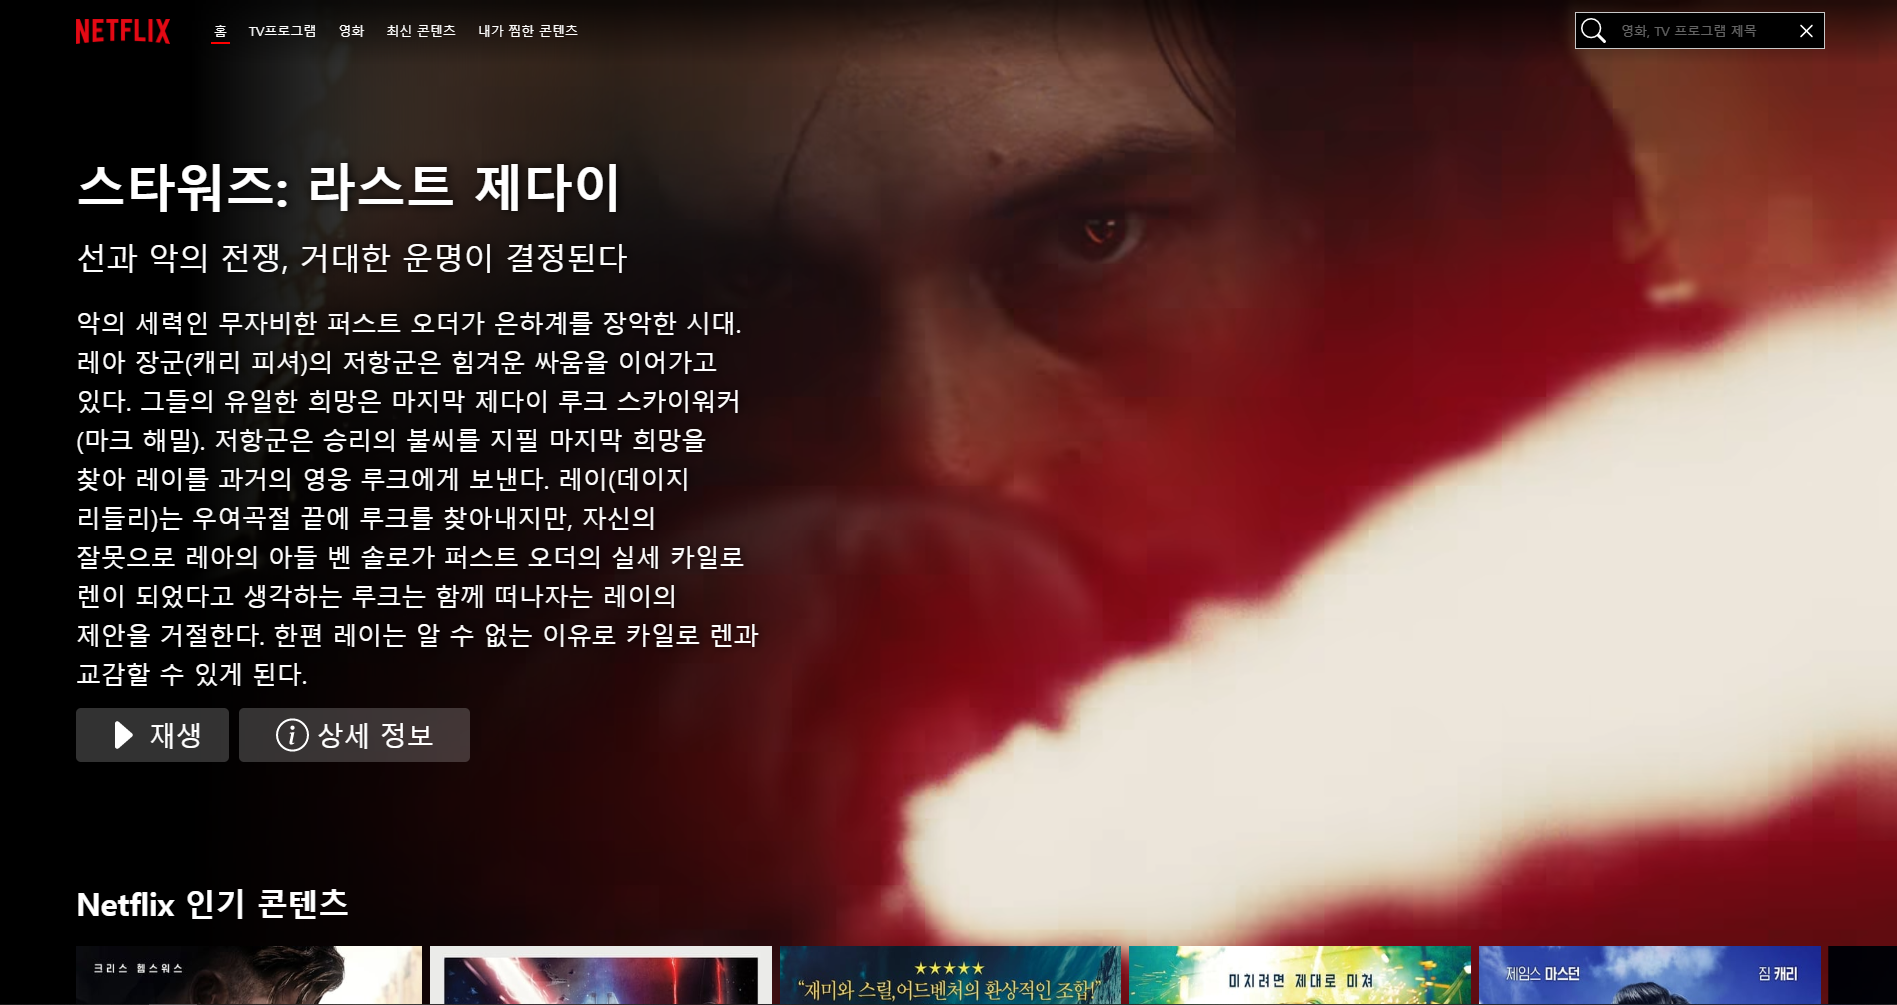 NETFLIX
홈 TV프로그램 영화 최신 콘텐츠 내가 찜한 콘텐츠
영화, TV 프로그램 제목
스타워즈: 라스트 제다이
선과 악의 전쟁, 거대한 운명이 결정된다
악의 세력인 무자비한 퍼스트 오더가 은하계를 장악한 시대.
레아 장군(캐리 피셔)의 저항군은 힘겨운 싸움을 이어가고
있다. 그들의 유일한 희망은 마지막 제다이 루크 스카이워커
(마크 해밀). 저항군은 승리의 불씨를 지필 마지막 희망을
찾아 레이를 과거의 영웅 루크에게 보낸다. 레이(데이지
리들리)는 우여곡절 끝에 루크를 찾아내지만, 자신의
잘못으로 레아의 아들 벤 솔로가 퍼스트 오더의 실세 카일로
렌이 되었다고 생각하는 루크는 함께 떠나자는 레이의
제안을 거절한다. 한편 레이는 알 수 없는 이유로 카일로 렌과
교감할 수 있게 된다.
재생 상세 정보
Netflix 인기 콘텐츠
크리스 헴스워스
“재미와 스릴,어드벤처의 환상적인 조합!”
미치려면 제대로 미쳐
제임스 마스던 짐 캐리